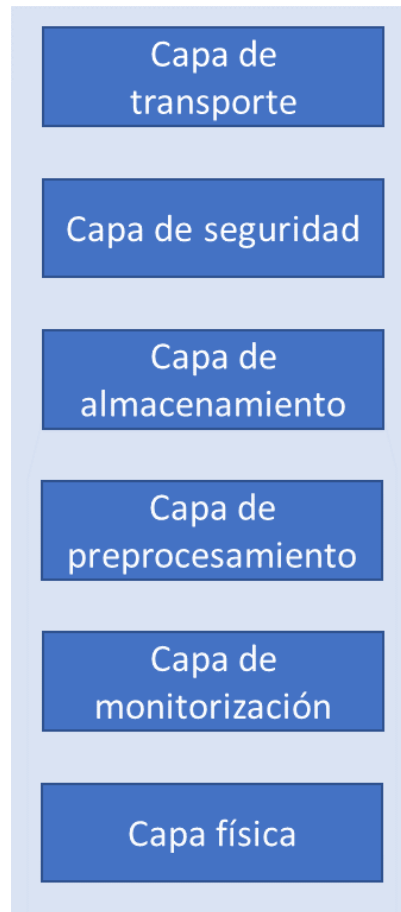 Capa de
transporte
Capa de seguridad
Capa de
almacenamiento
Capa de
preprocesamiento
Capa de
monitorización
Capa física